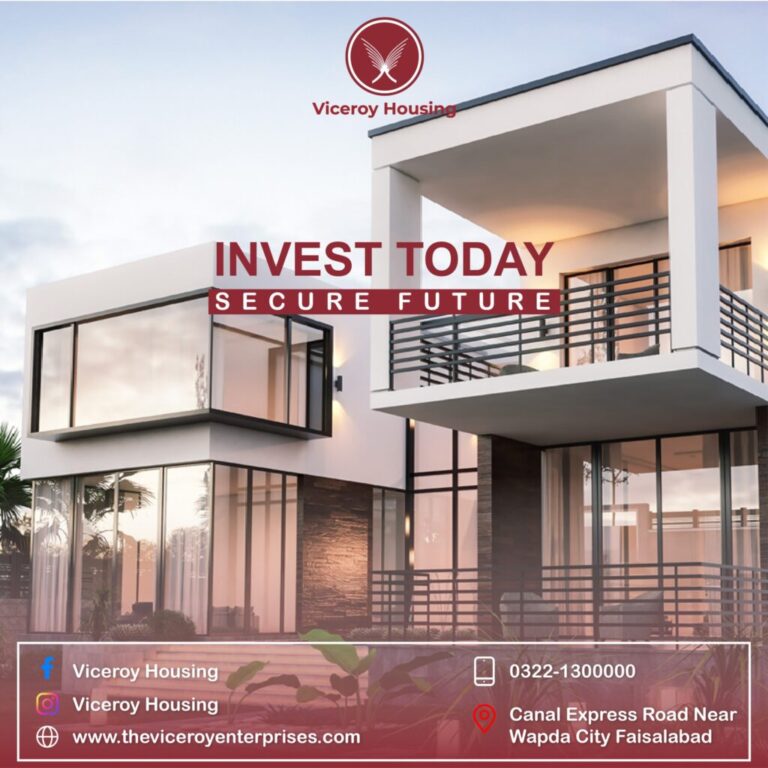 Viceroy Housing
INVEST TODAY
SECURE FUTURE
Viceroy Housing
Viceroy Housing
www.theviceroyenterprises.com
0322-1300000
Canal Express Road Near
Wapda City Faisalabad